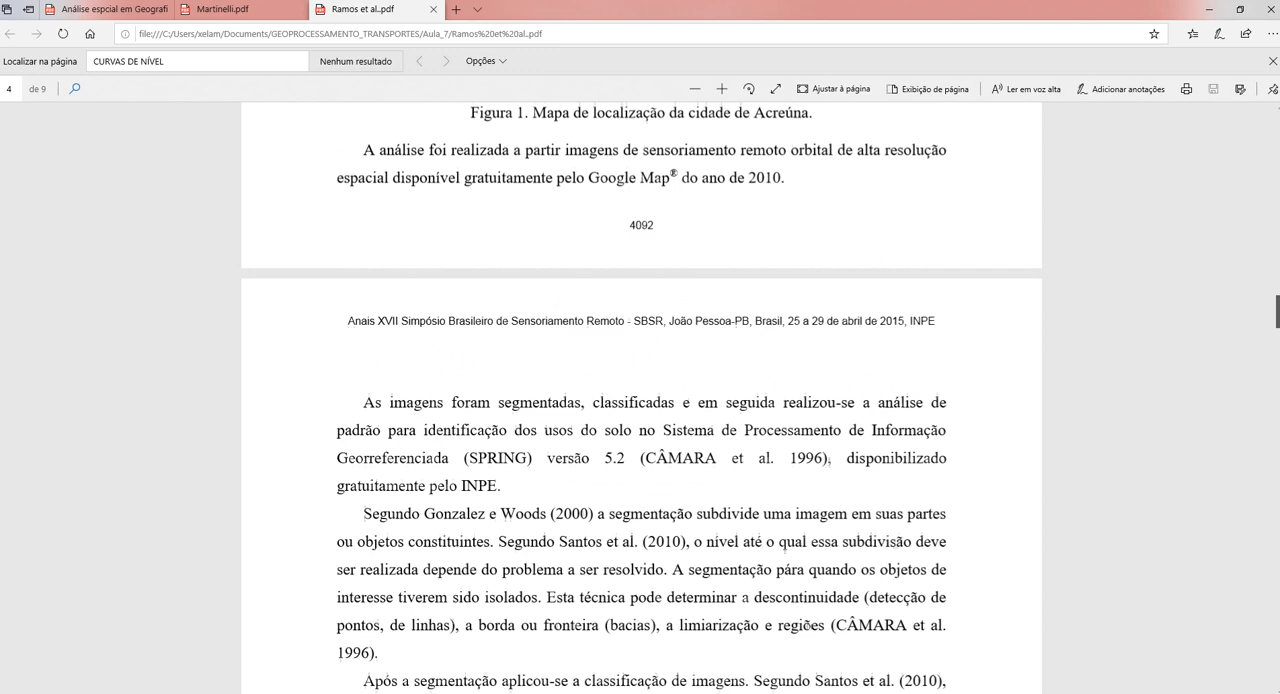 Análise espcial em Geografi
Martinelli.pdf
Ramos et al..pdf
file:///C:/Users/xelam/Documents/GEOPROCESSAMENTO_TRANSPORTES/Aula_7/Ramos%20et%20al..pdf
Localizar na página CURVAS DE NÍVEL Nenhum resultado Opções
4 de 9 Ajustar à página Exibição de página Ler em voz alta Adicionar anotações
Figura 1. Mapa de localização da cidade de Acreúna.
A análise foi realizada a partir imagens de sensoriamento remoto orbital de alta resolução
espacial disponível gratuitamente pelo Google Map® do ano de 2010.
4092
Anais XVII Simpósio Brasileiro de Sensoriamento Remoto - SBSR, João Pessoa-PB, Brasil, 25 a 29 de abril de 2015, INPE
As imagens foram segmentadas, classificadas e em seguida realizou-se a análise de
padrão para identificação dos usos do solo no Sistema de Processamento de Informação
Georreferenciada (SPRING) versão 5.2 (CÂMARA et al. 1996), disponibilizado
gratuitamente pelo INPE.
Segundo Gonzalez e Woods (2000) a segmentação subdivide uma imagem em suas partes
ou objetos constituintes. Segundo Santos et al. (2010), o nível até o qual essa subdivisão deve
ser realizada depende do problema a ser resolvido. A segmentação pára quando os objetos de
interesse tiverem sido isolados. Esta técnica pode determinar a descontinuidade (detecção de
pontos, de linhas), a borda ou fronteira (bacias), a limiarização e regiões (CÂMARA et al.
1996).
Após a segmentação aplicou-se a classificação de imagens. Segundo Santos et al. (2010),